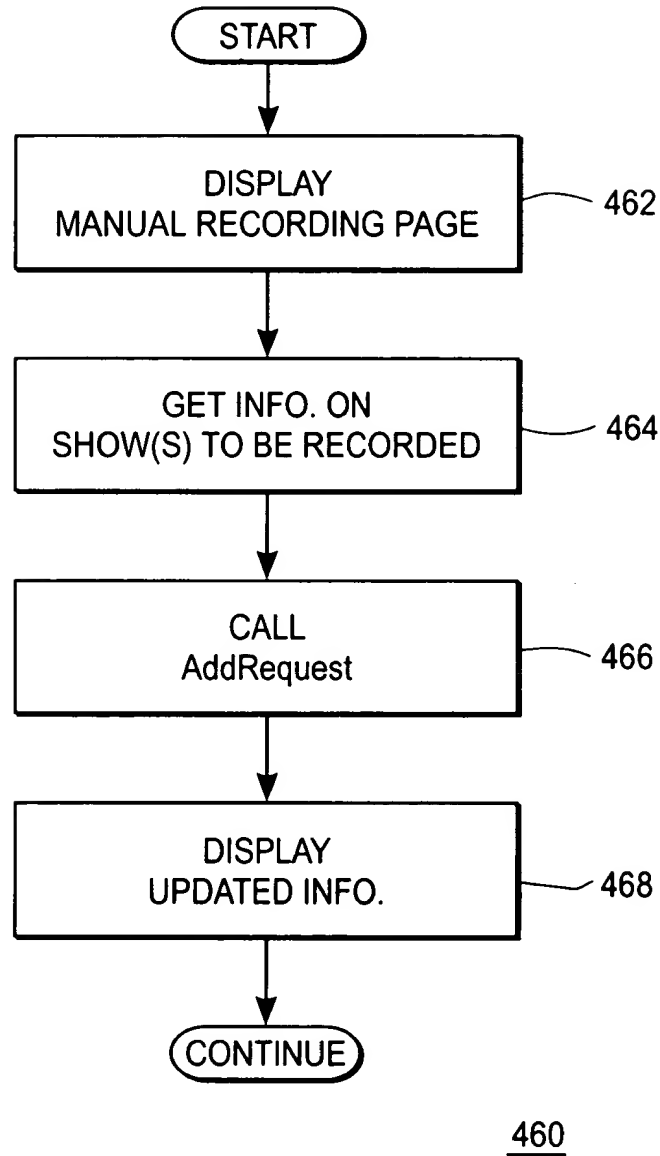 START
DISPLAY
MANUAL RECORDING PAGE
462
GET INFO. ON
SHOW(S) TO BE RECORDED
464
CALL
AddRequest
466
DISPLAY
UPDATED INFO.
468
CONTINUE
460